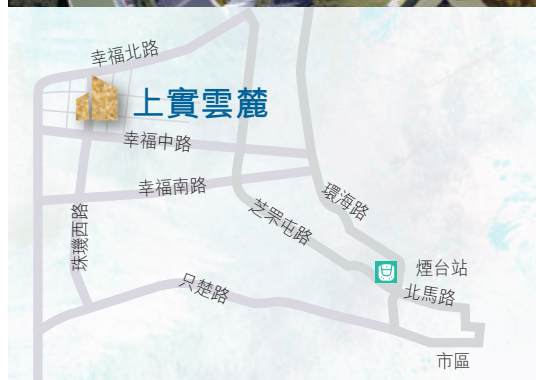 幸福北路
上實雲麓
幸福中路
幸福南路
環海路
芝罘屯路
珠璣西路
煙台站
只楚路
北馬路
市區